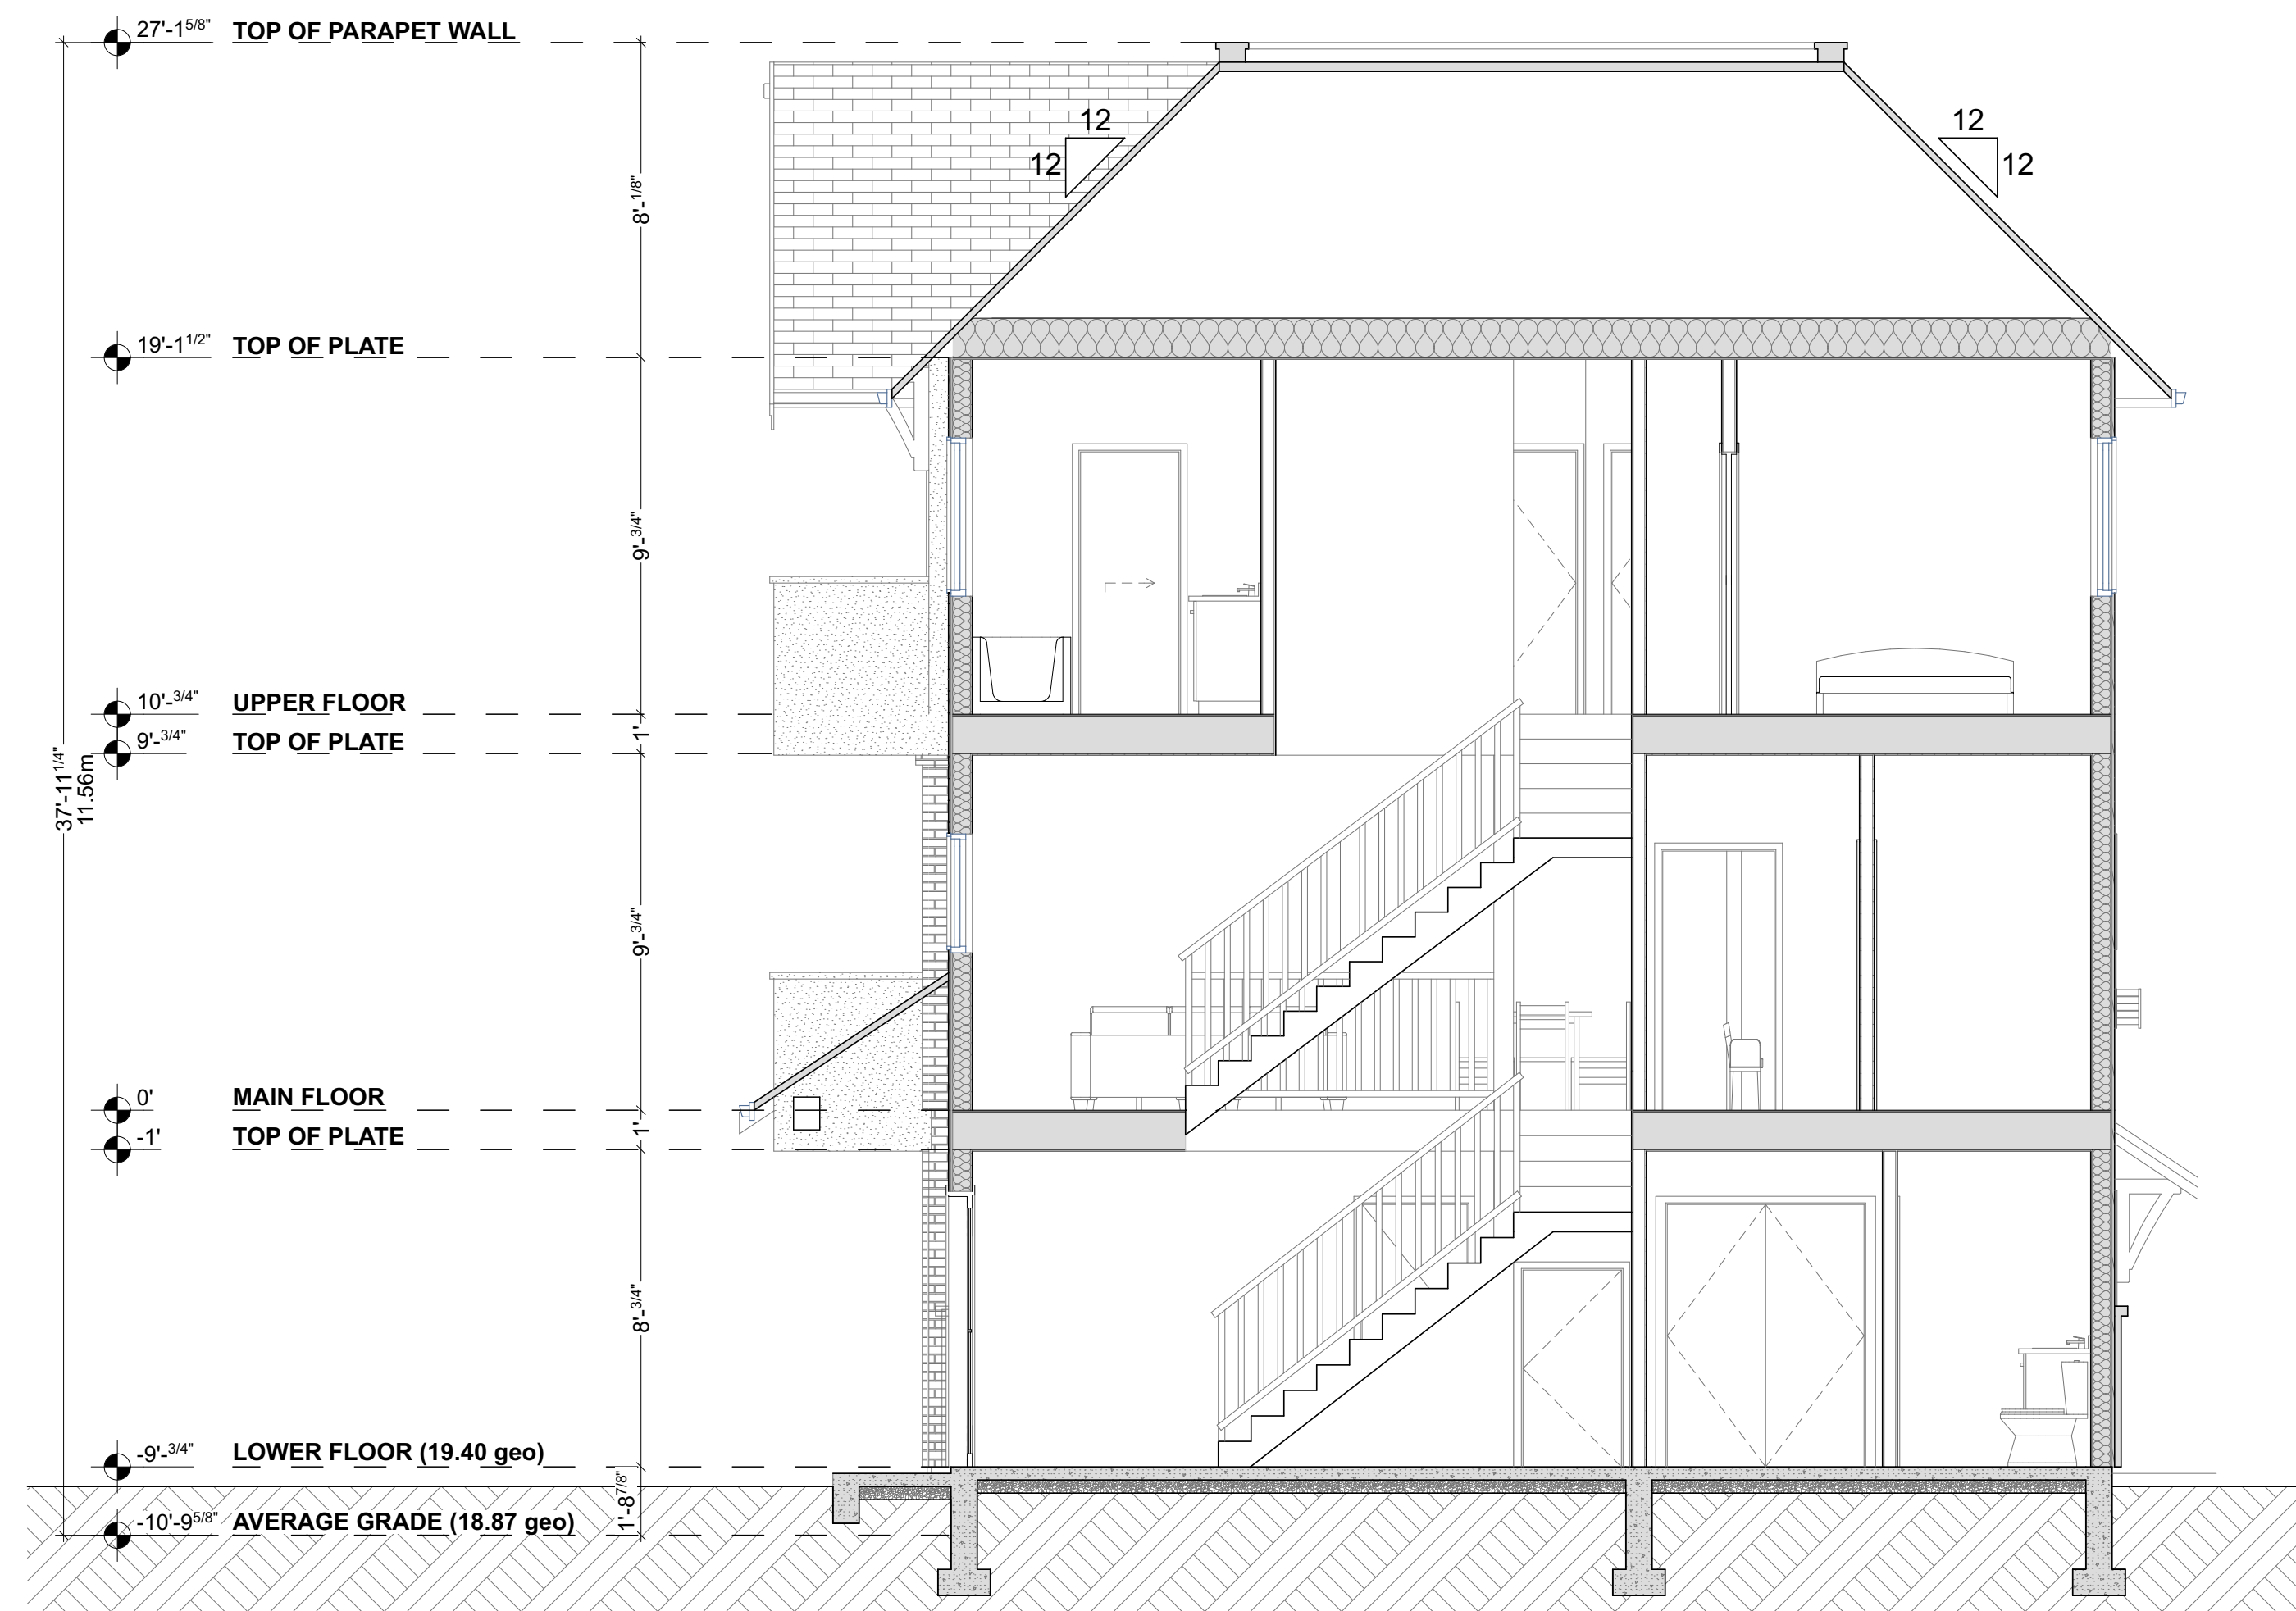 27'-1 5/8" TOP OF PARAPET WALL
12
12
12
12
8'-1/8"
19'-1 1/2" TOP OF PLATE
9'-3/4"
10'-3/4" UPPER FLOOR
1'
9'-3/4" TOP OF PLATE
37'-11 1/4"
11.56m
9'-3/4"
0' MAIN FLOOR
1'
-1' TOP OF PLATE
8'-3/4"
-9'-3/4" LOWER FLOOR (19.40 geo)
1'-8 7/8"
-10'-9 5/8" AVERAGE GRADE (18.87 geo)